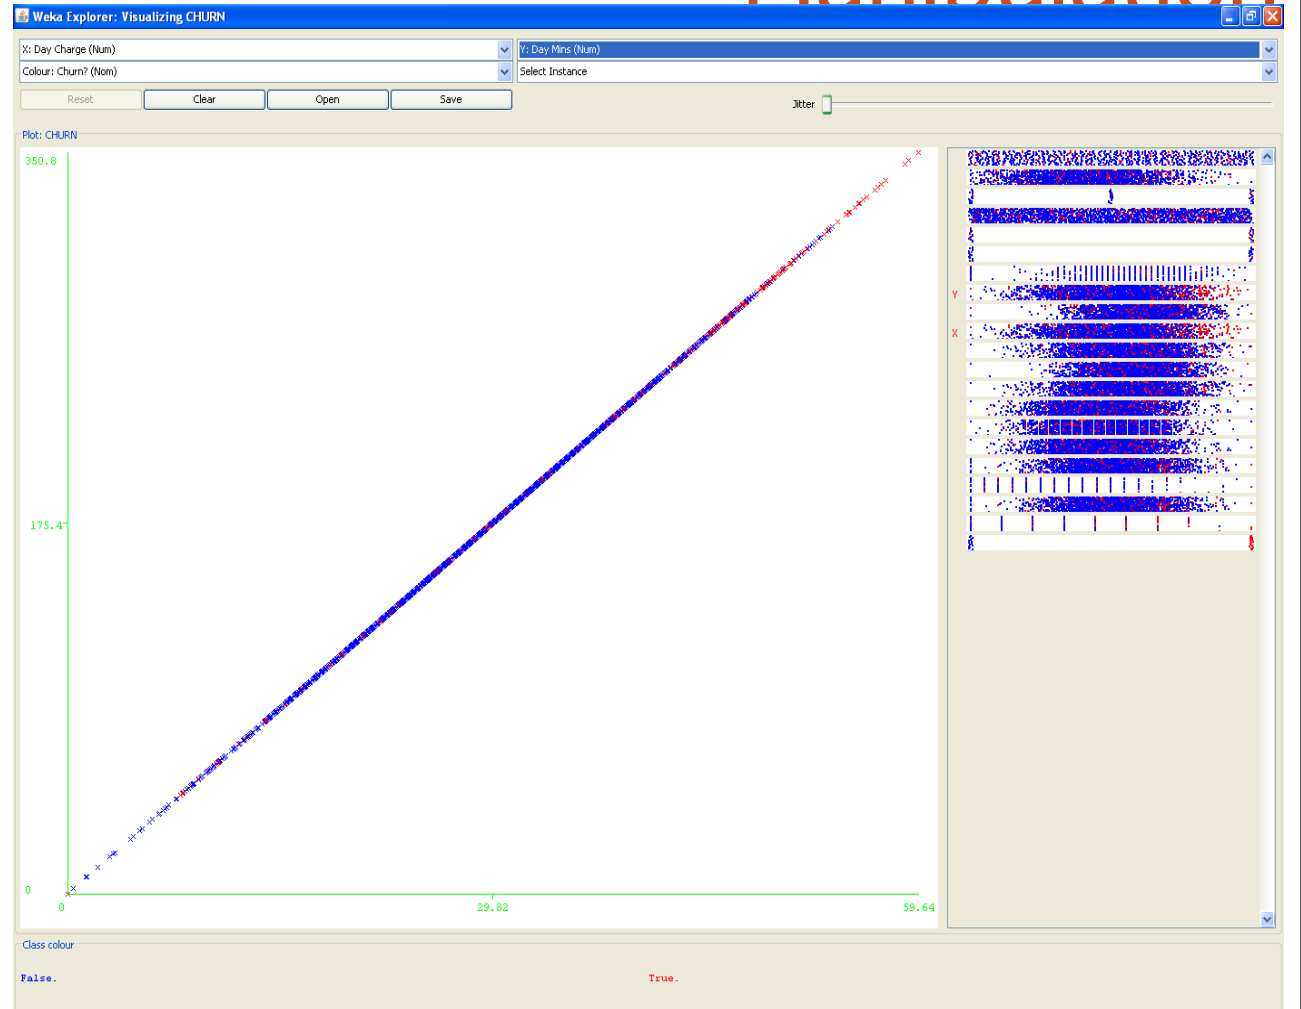 Weka Explorer: Visualizing CHURN
X: Day Charge (Num)
Y: Day Mins (Num)
Colour: Churn? (Nom)
Select Instance
Reset
Clear
Open
Save
Jitter
Plot: CHURN
350.8
175.4
0
0
29.82
59.64
Y
X
Class colour
False.
True.